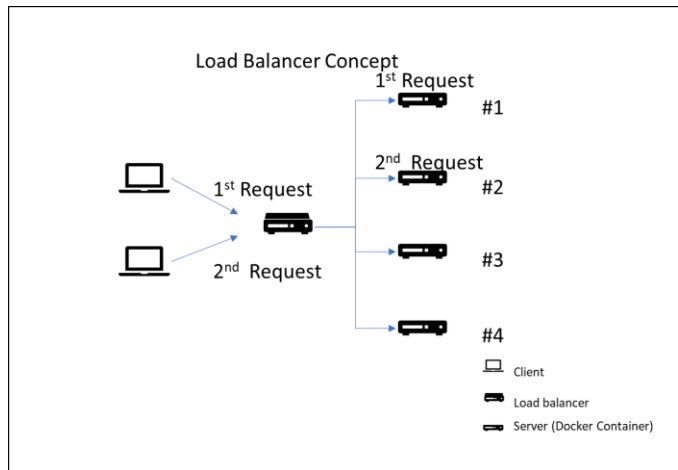 Load Balancer Concept
1st Request
#1
2nd Request
#2
1st Request
2nd Request
#3
#4
Client
Load balancer
Server (Docker Container)